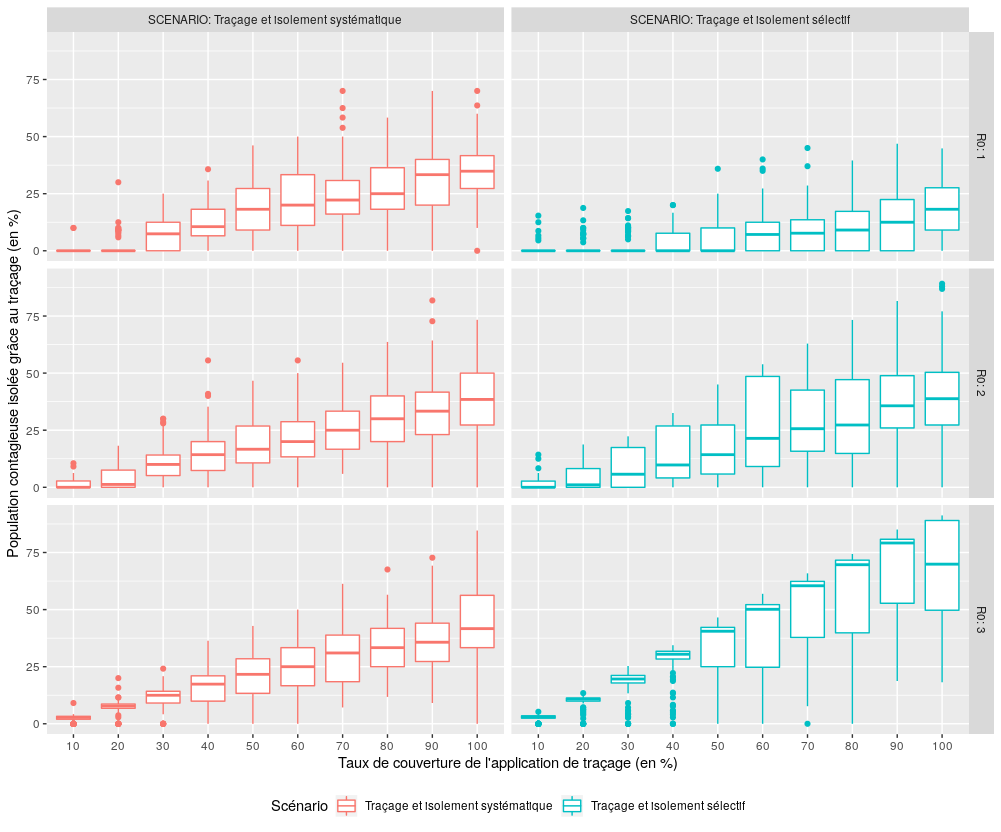 SCENARIO: Traçage et isolement systématique
SCENARIO: Traçage et isolement sélectif
Population contagieuse isolée grâce au traçage (en %)
75
50
25
0
R0: 1
75
50
25
0
R0: 2
75
50
25
0
R0: 3
10 20 30 40 50 60 70 80 90 100
10 20 30 40 50 60 70 80 90 100
Taux de couverture de l'application de traçage (en %)
Scénario Traçage et isolement systématique Traçage et isolement sélectif